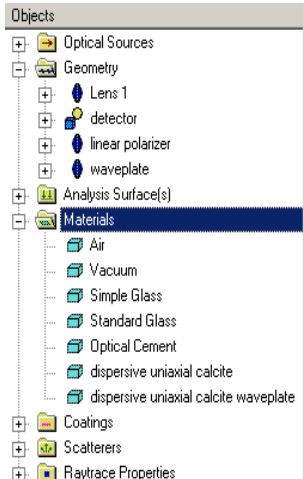 Objects
Optical Sources
Geometry
Lens 1
detector
linear polarizer
waveplate
Analysis Surface(s)
Materials
Air
Vacuum
Simple Glass
Standard Glass
Optical Cement
dispersive uniaxial calcite
dispersive uniaxial calcite waveplate
Coatings
Scatterers
Raytrace Properties